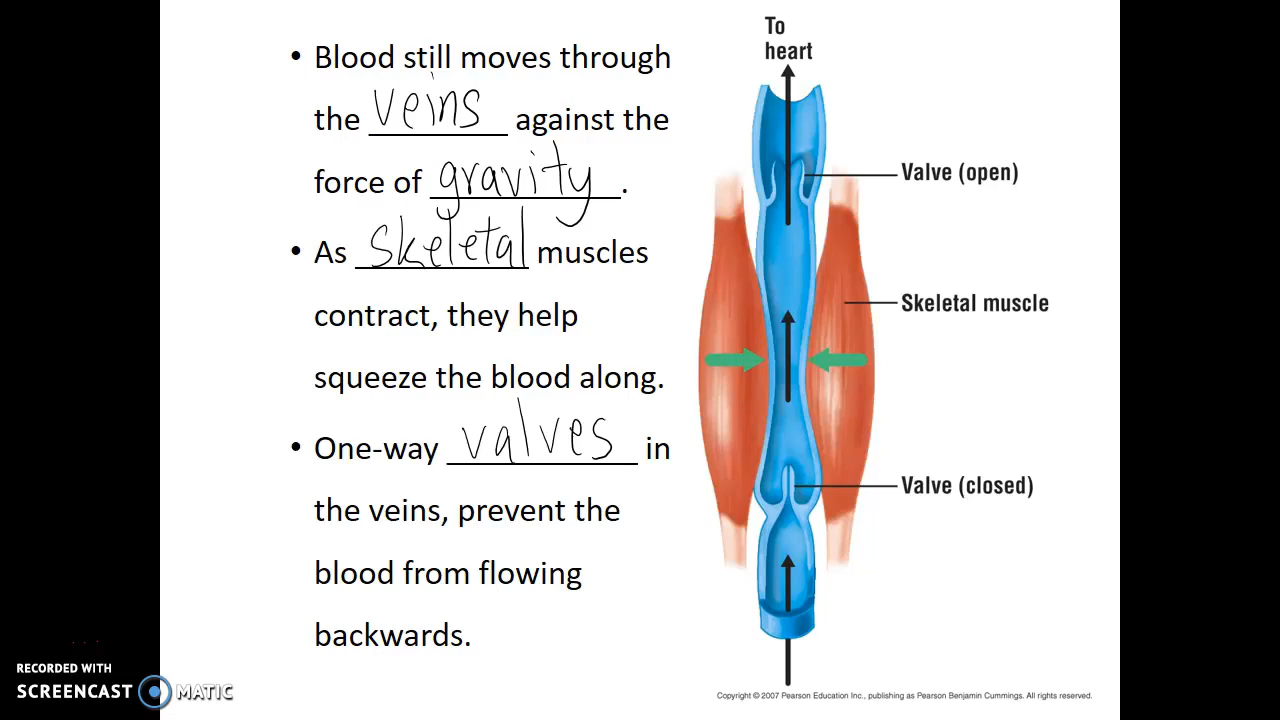 • Blood still moves through
the veins against the
force of gravity.
• As skeletal muscles
contract, they help
squeeze the blood along.
• One-way valves in
the veins, prevent the
blood from flowing
backwards.
To
heart
Valve (open)
Skeletal muscle
Valve (closed)
Copyright © 2007 Pearson Education Inc., publishing as Pearson Benjamin Cummings. All rights reserved.
RECORDED WITH
SCREENCAST MATIC